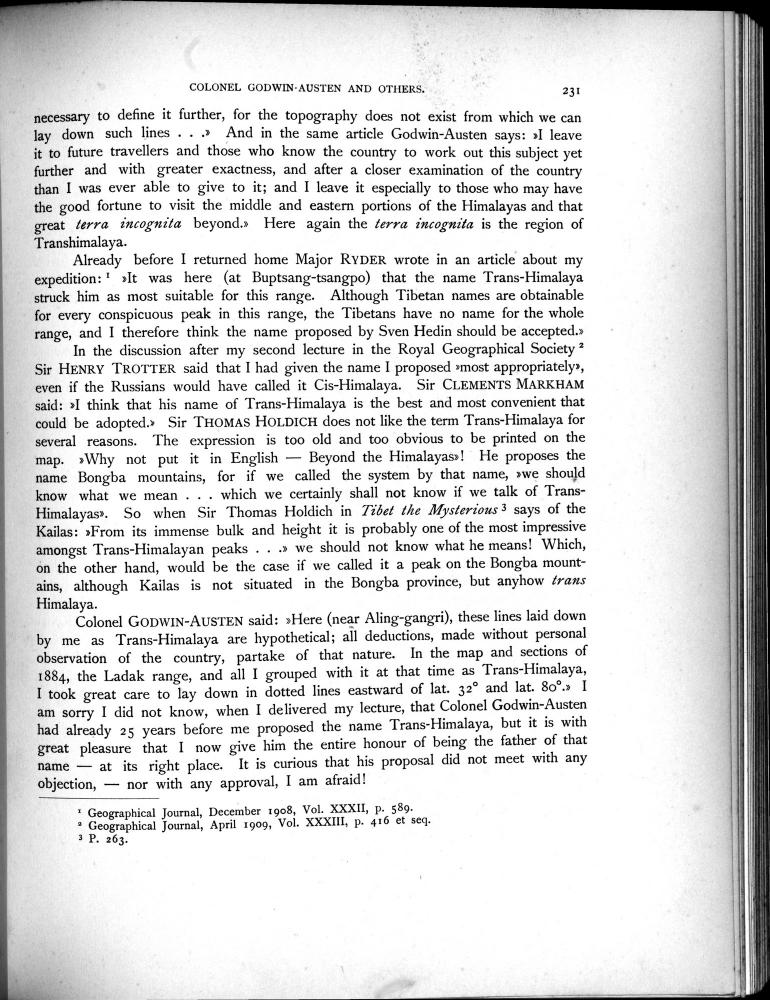 COLONEL GODWIN-AUSTEN AND OTHERS. 231
necessary to define it further, for the topography does not exist from which we can
lay down such lines . . .» And in the same article Godwin-Austen says: »I leave
it to future travellers and those who know the country to work out this subject yet
further and with greater exactness, and after a closer examination of the country
than I was ever able to give to it; and I leave it especially to those who may have
the good fortune to visit the middle and eastern portions of the Himalayas and that
great terra incognita beyond.» Here again the terra incognita is the region of
Transhimalaya.
Already before I returned home Major RYDER wrote in an article about my
expedition: ¹ »It was here (at Buptsang-tsangpo) that the name Trans-Himalaya
struck him as most suitable for this range. Although Tibetan names are obtainable
for every conspicuous peak in this range, the Tibetans have no name for the whole
range, and I therefore think the name proposed by Sven Hedin should be accepted.»
In the discussion after my second lecture in the Royal Geographical Society ²
Sir HENRY TROTTER said that I had given the name I proposed »most appropriately»,
even if the Russians would have called it Cis-Himalaya. Sir CLEMENTS MARKHAM
said: »I think that his name of Trans-Himalaya is the best and most convenient that
could be adopted.» Sir THOMAS HOLDICH does not like the term Trans-Himalaya for
several reasons. The expression is too old and too obvious to be printed on the
map. »Why not put it in English — Beyond the Himalayas»! He proposes the
name Bongba mountains, for if we called the system by that name, »we should
know what we mean . . . which we certainly shall not know if we talk of Trans-
Himalayas». So when Sir Thomas Holdich in Tibet the Mysterious ³ says of the
Kailas: »From its immense bulk and height it is probably one of the most impressive
amongst Trans-Himalayan peaks . . .» we should not know what he means! Which,
on the other hand, would be the case if we called it a peak on the Bongba mount-
ains, although Kailas is not situated in the Bongba province, but anyhow trans
Himalaya.
Colonel GODWIN-AUSTEN said: »Here (near Aling-gangri), these lines laid down
by me as Trans-Himalaya are hypothetical; all deductions, made without personal
observation of the country, partake of that nature. In the map and sections of
1884, the Ladak range, and all I grouped with it at that time as Trans-Himalaya,
I took great care to lay down in dotted lines eastward of lat. 32° and lat. 80°.» I
am sorry I did not know, when I delivered my lecture, that Colonel Godwin-Austen
had already 25 years before me proposed the name Trans-Himalaya, but it is with
great pleasure that I now give him the entire honour of being the father of that
name — at its right place. It is curious that his proposal did not meet with any
objection, — nor with any approval, I am afraid!
¹ Geographical Journal, December 1908, Vol. XXXII, p. 589.
² Geographical Journal, April 1909, Vol. XXXIII, p. 416 et seq.
³ P. 263.